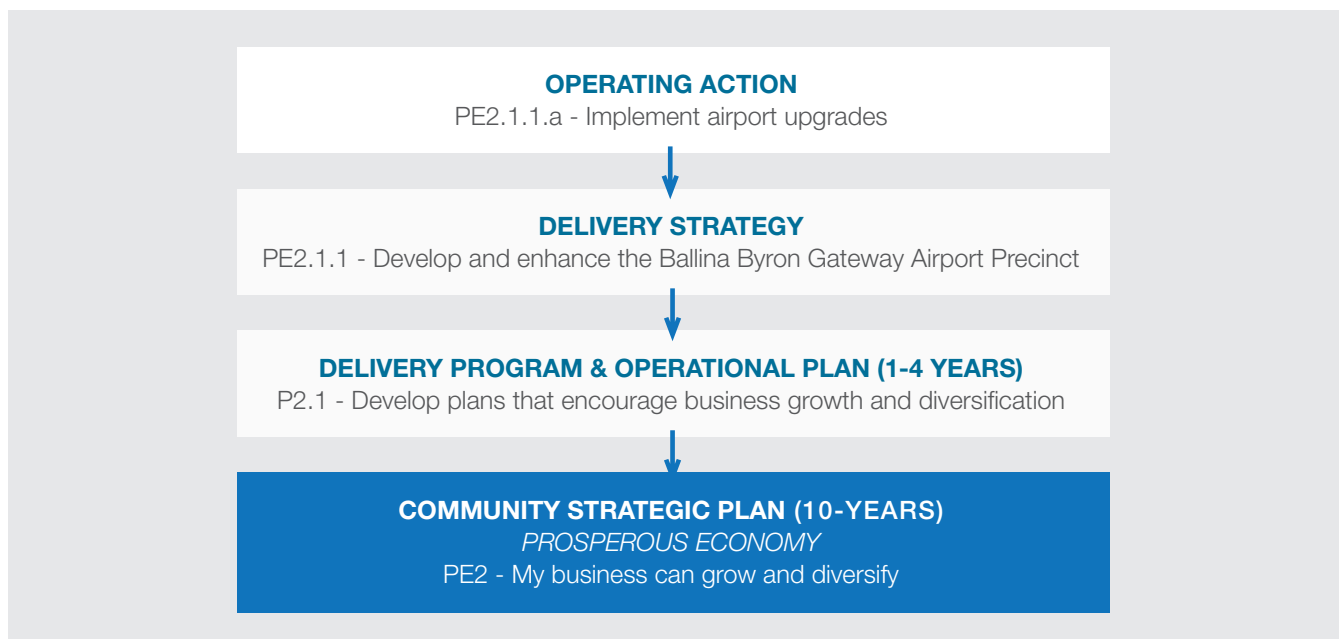 OPERATING ACTION
PE2.1.1.a - Implement airport upgrades
DELIVERY STRATEGY
PE2.1.1 - Develop and enhance the Ballina Byron Gateway Airport Precinct
DELIVERY PROGRAM & OPERATIONAL PLAN (1-4 YEARS)
P2.1 - Develop plans that encourage business growth and diversification
COMMUNITY STRATEGIC PLAN (10-YEARS)
PROSPEROUS ECONOMY
PE2 - My business can grow and diversify